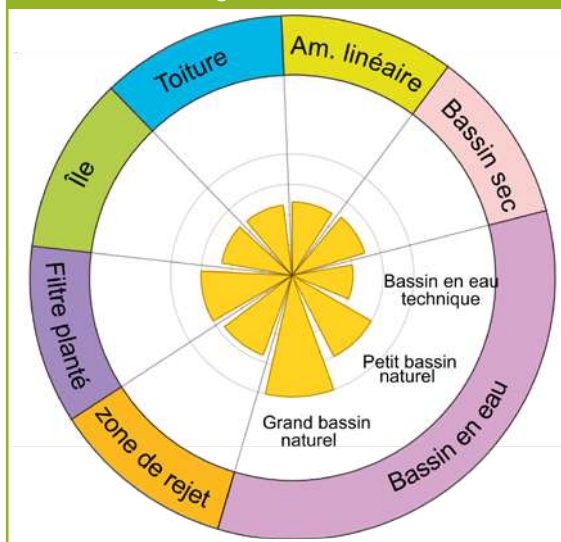 Toiture
Am. linéaire
Bassin sec
Île
Filtre planté
zone de rejet
Bassin en eau
Bassin en eau
technique
Petit bassin
naturel
Grand bassin
naturel